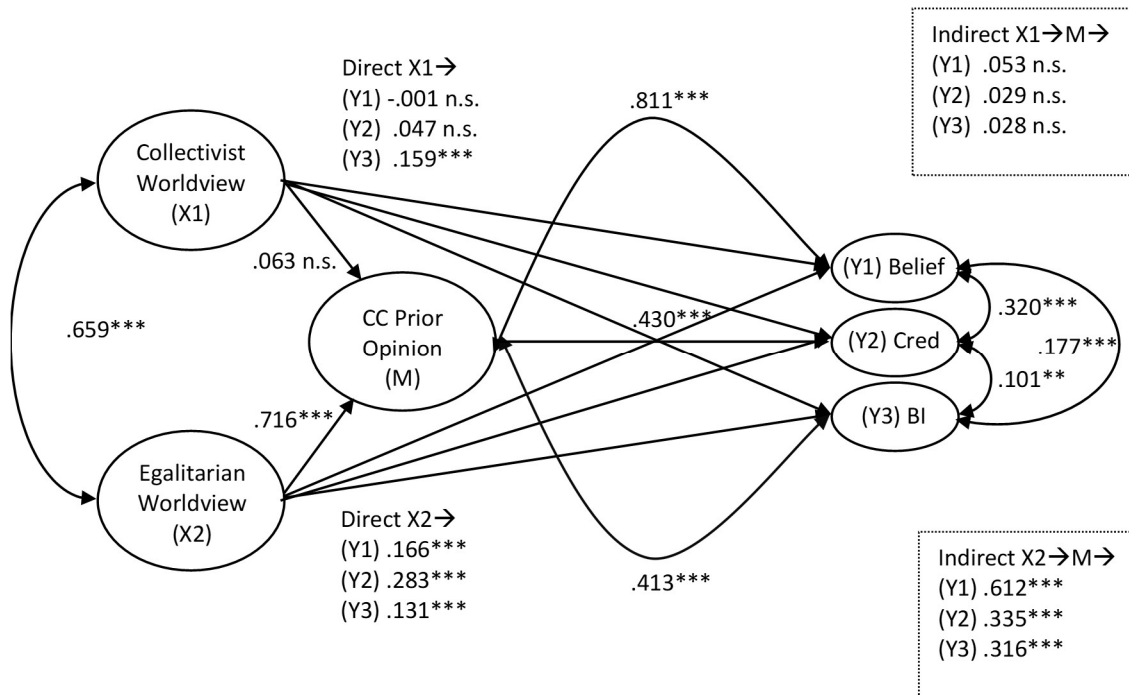 Indirect X1→M→
(Y1) .053 n.s.
(Y2) .029 n.s.
(Y3) .028 n.s.
Direct X1→
(Y1) -.001 n.s.
(Y2) .047 n.s.
(Y3) .159***
.811***
Collectivist
Worldview
(X1)
.063 n.s.
.659***
CC Prior
Opinion
(M)
.430***
(Y1) Belief
(Y2) Cred
(Y3) BI
.320***
.177***
.101**
.716***
Egalitarian
Worldview
(X2)
Direct X2→
(Y1) .166***
(Y2) .283***
(Y3) .131***
.413***
Indirect X2→M→
(Y1) .612***
(Y2) .335***
(Y3) .316***